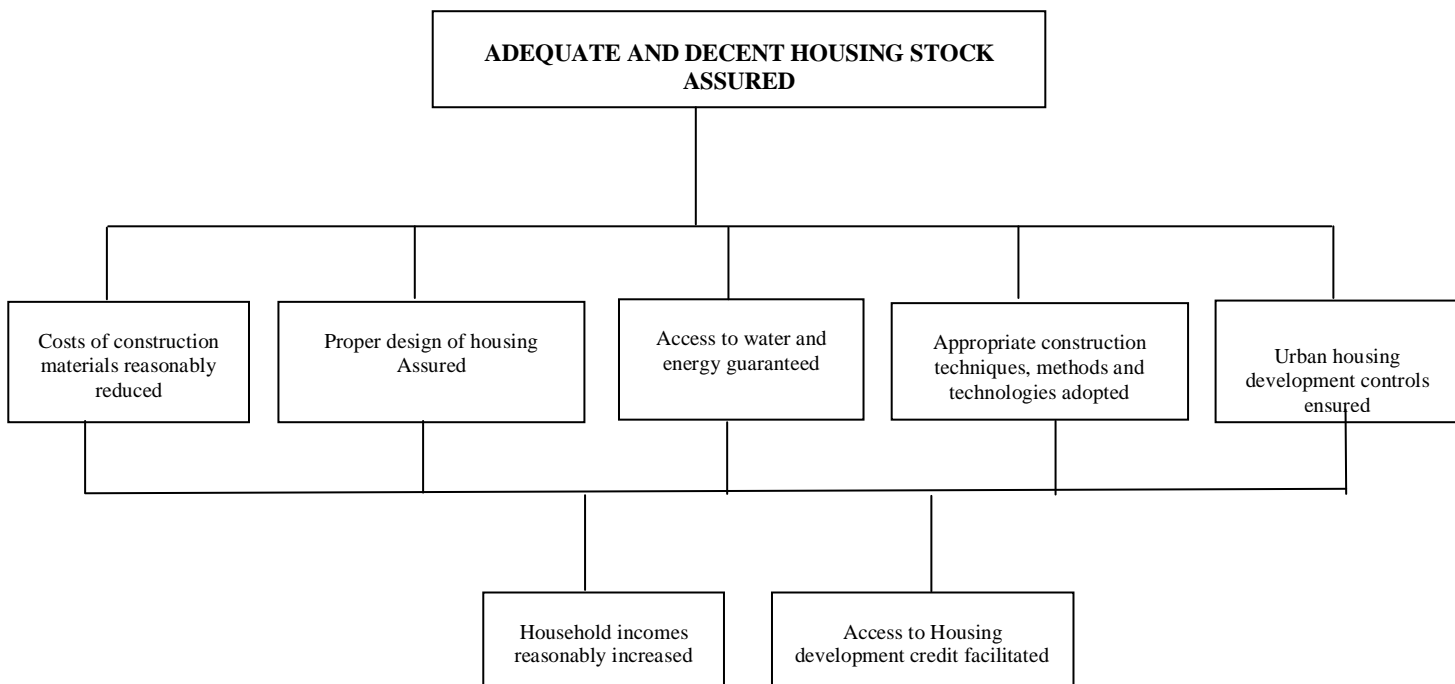 ADEQUATE AND DECENT HOUSING STOCK
ASSURED
Costs of construction
materials reasonably
reduced
Proper design of housing
Assured
Access to water and
energy guaranteed
Appropriate construction
techniques, methods and
technologies adopted
Urban housing
development controls
ensured
Household incomes
reasonably increased
Access to Housing
development credit facilitated